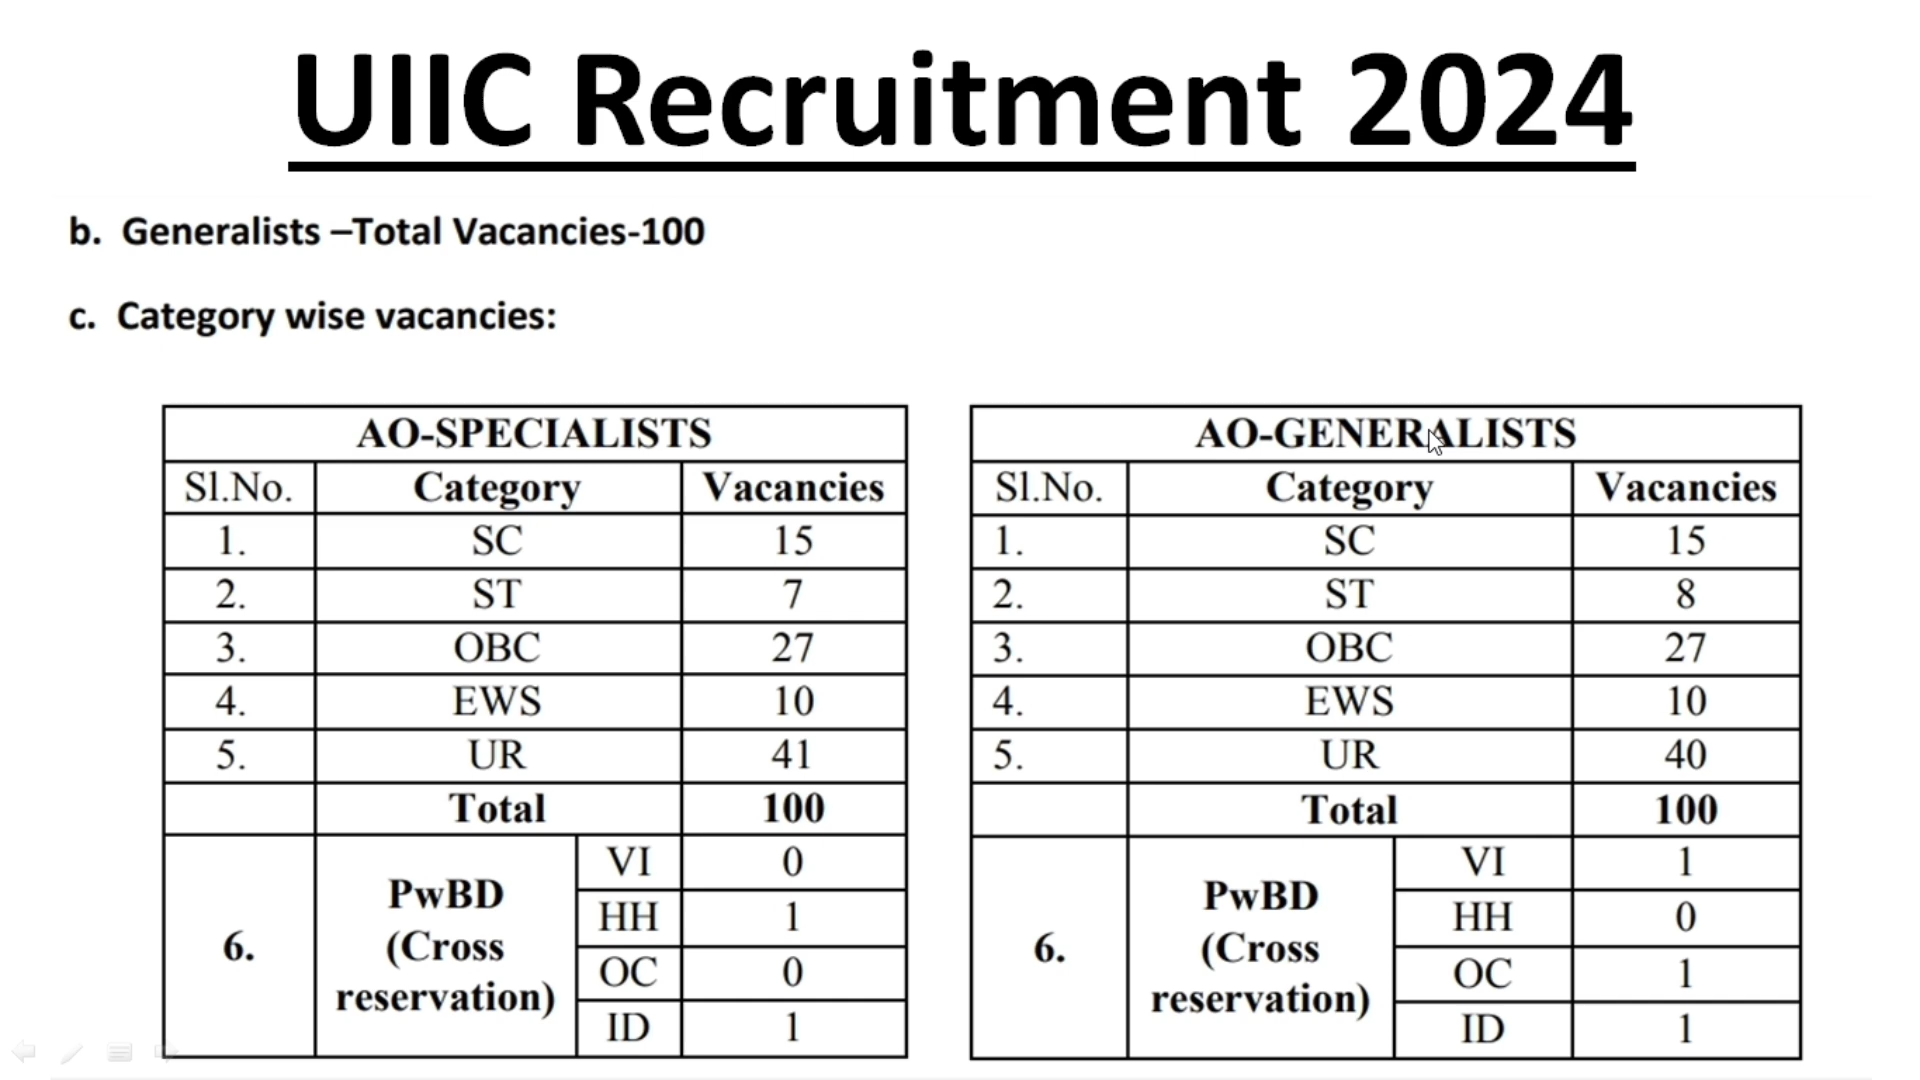 UIIC Recruitment 2024
b. Generalists –Total Vacancies-100
c. Category wise vacancies:
AO-SPECIALISTS
Sl.No. Category Vacancies
1. SC 15
2. ST 7
3. OBC 27
4. EWS 10
5. UR 41
Total 100
6. PwBD (Cross reservation) VI 0
HH 1
OC 0
ID 1
AO-GENERALISTS
Sl.No. Category Vacancies
1. SC 15
2. ST 8
3. OBC 27
4. EWS 10
5. UR 40
Total 100
6. PwBD (Cross reservation) VI 1
HH 0
OC 1
ID 1